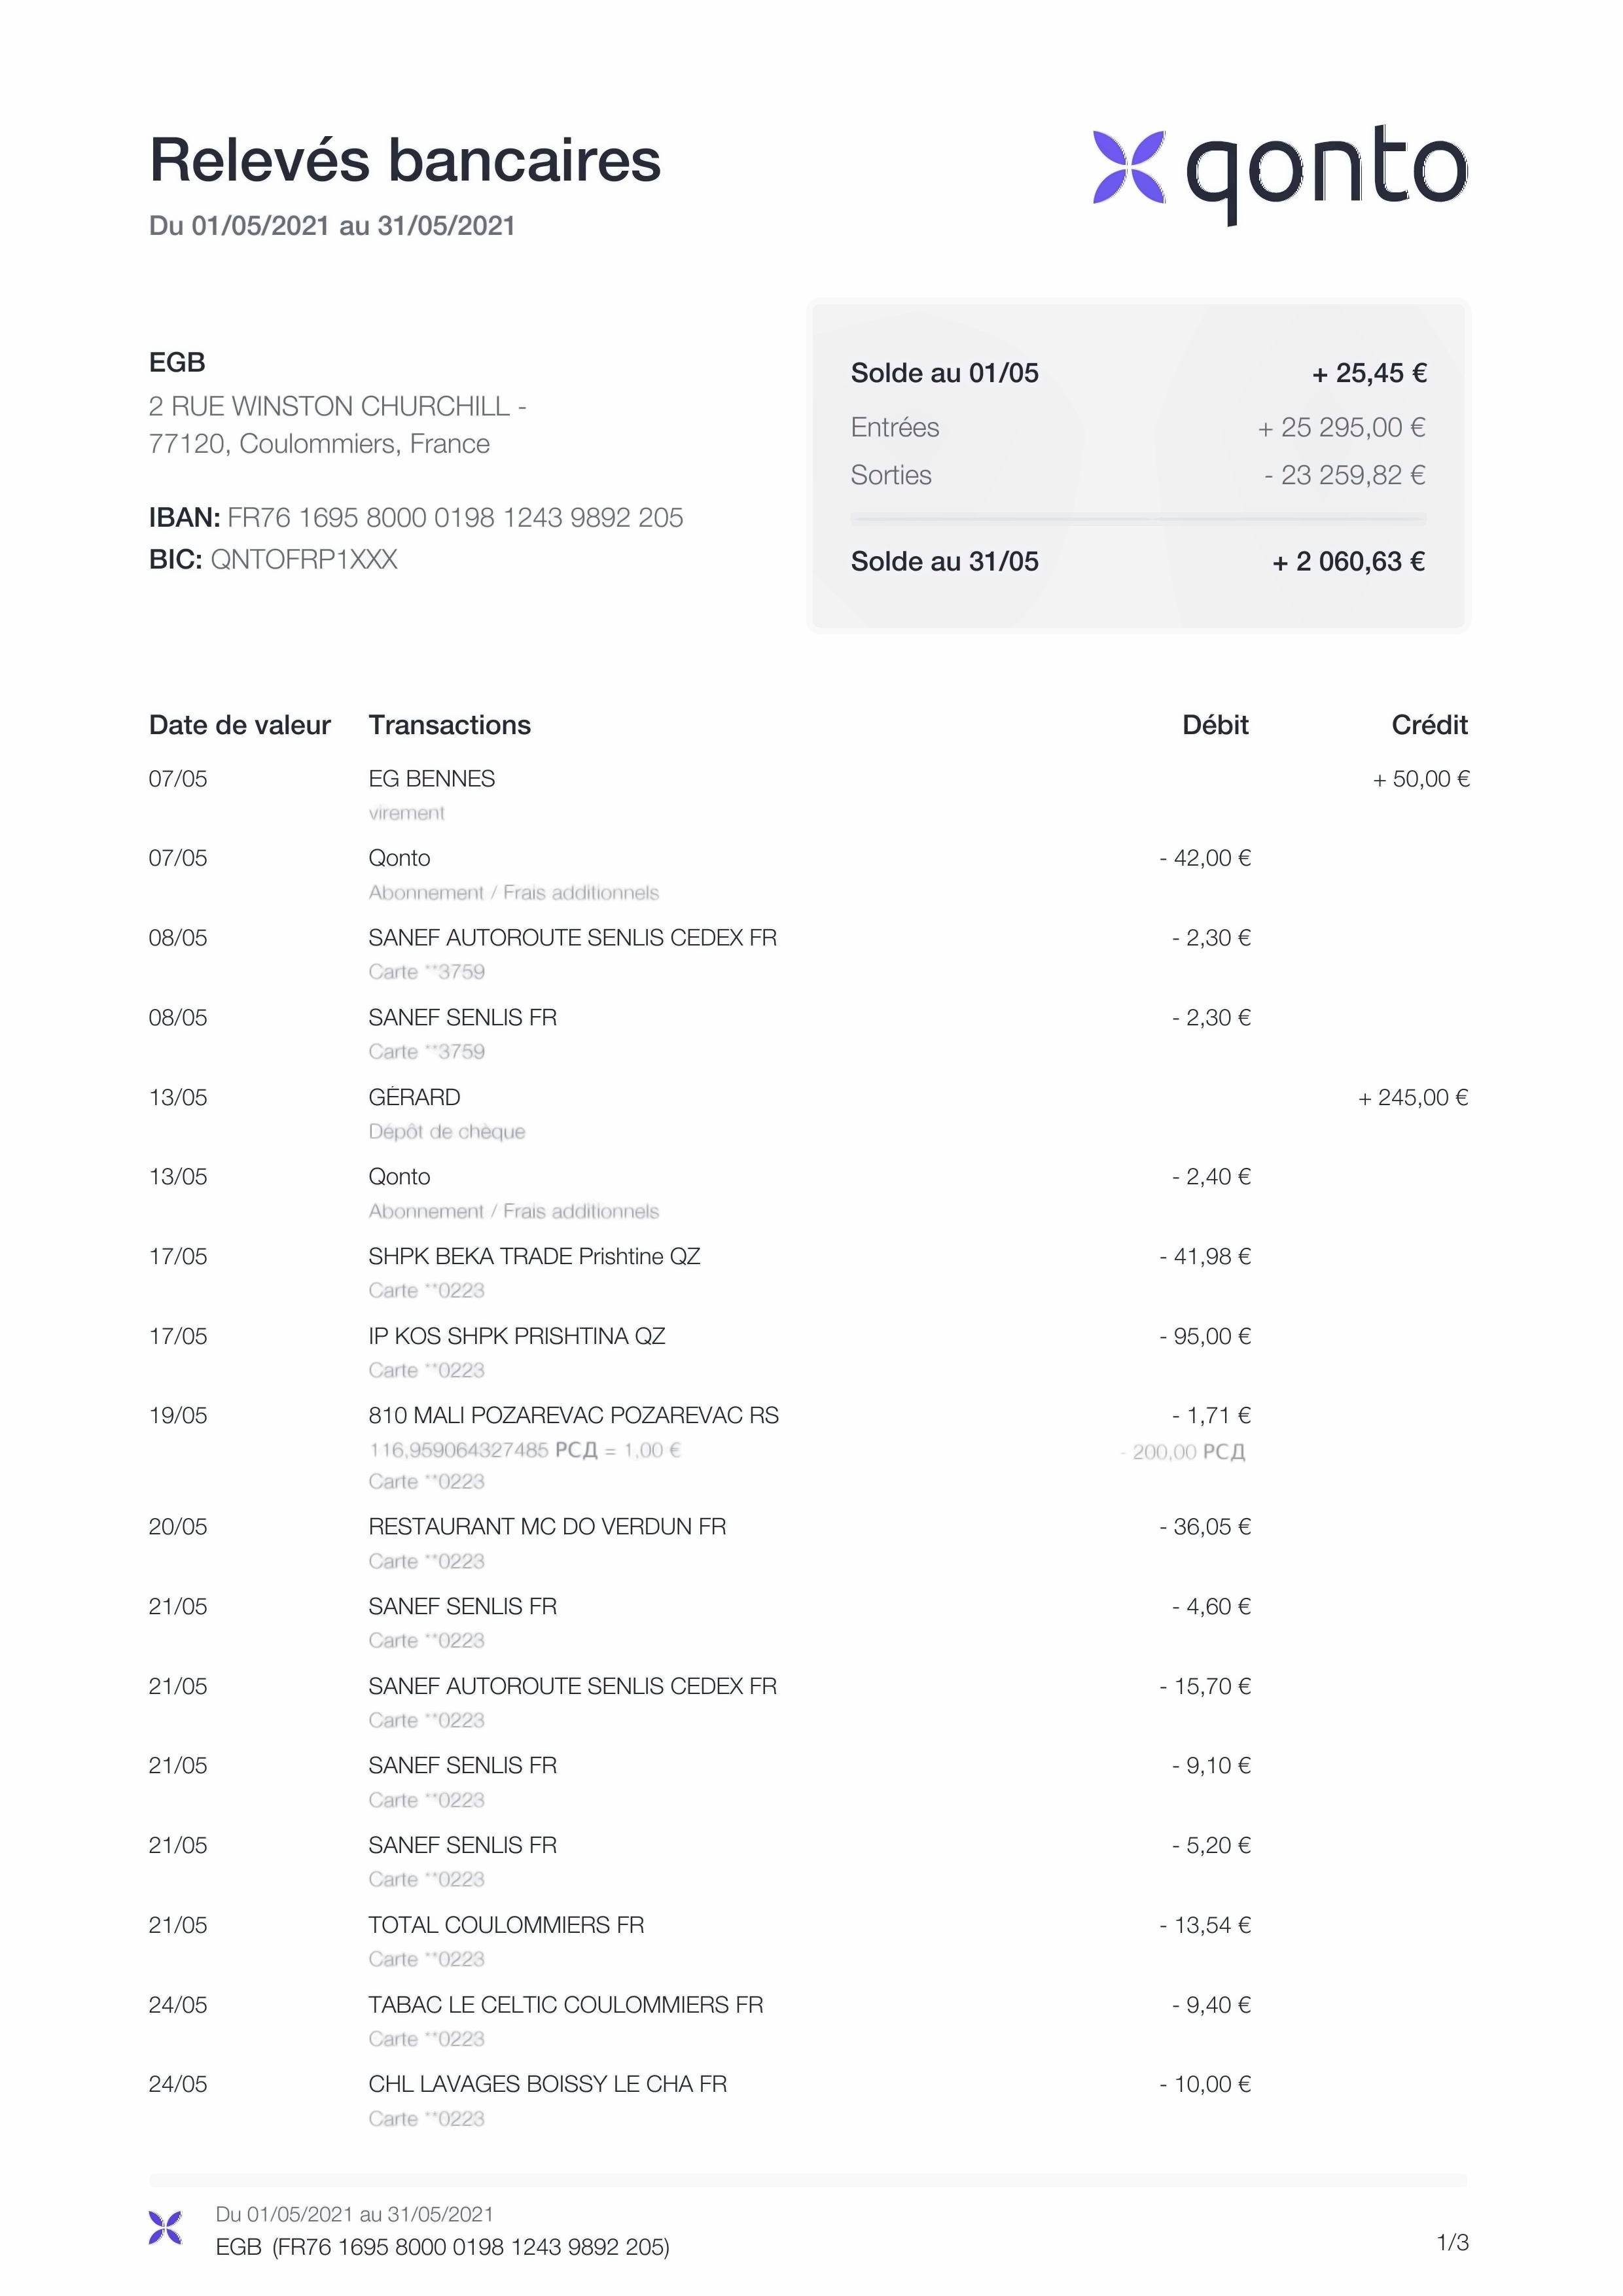 Relevés bancaires
qonto
Du 01/05/2021 au 31/05/2021
EGB
2 RUE WINSTON CHURCHILL -
77120, Coulommiers, France
IBAN: FR76 1695 8000 0198 1243 9892 205
BIC: QNTOFRP1XXX
Solde au 01/05 + 25,45 €
Entrées + 25 295,00 €
Sorties - 23 259,82 €
Solde au 31/05 + 2 060,63 €
Date de valeur Transactions Débit Crédit
07/05 EG BENNES + 50,00 €
virement
07/05 Qonto - 42,00 €
Abonnement / Frais additionnels
08/05 SANEF AUTOROUTE SENLIS CEDEX FR - 2,30 €
Carte **3759
08/05 SANEF SENLIS FR - 2,30 €
Carte **3759
13/05 GÉRARD + 245,00 €
Dépôt de chèque
13/05 Qonto - 2,40 €
Abonnement / Frais additionnels
17/05 SHPK BEKA TRADE Prishtine QZ - 41,98 €
Carte **0223
17/05 IP KOS SHPK PRISHTINA QZ - 95,00 €
Carte **0223
19/05 810 MALI POZAREVAC POZAREVAC RS - 1,71 €
116,959064327485 РСД = 1,00 € - 200,00 РСД
Carte **0223
20/05 RESTAURANT MC DO VERDUN FR - 36,05 €
Carte **0223
21/05 SANEF SENLIS FR - 4,60 €
Carte **0223
21/05 SANEF AUTOROUTE SENLIS CEDEX FR - 15,70 €
Carte **0223
21/05 SANEF SENLIS FR - 9,10 €
Carte **0223
21/05 SANEF SENLIS FR - 5,20 €
Carte **0223
21/05 TOTAL COULOMMIERS FR - 13,54 €
Carte **0223
24/05 TABAC LE CELTIC COULOMMIERS FR - 9,40 €
Carte **0223
24/05 CHL LAVAGES BOISSY LE CHA FR - 10,00 €
Carte **0223
Du 01/05/2021 au 31/05/2021
EGB (FR76 1695 8000 0198 1243 9892 205)
1/3